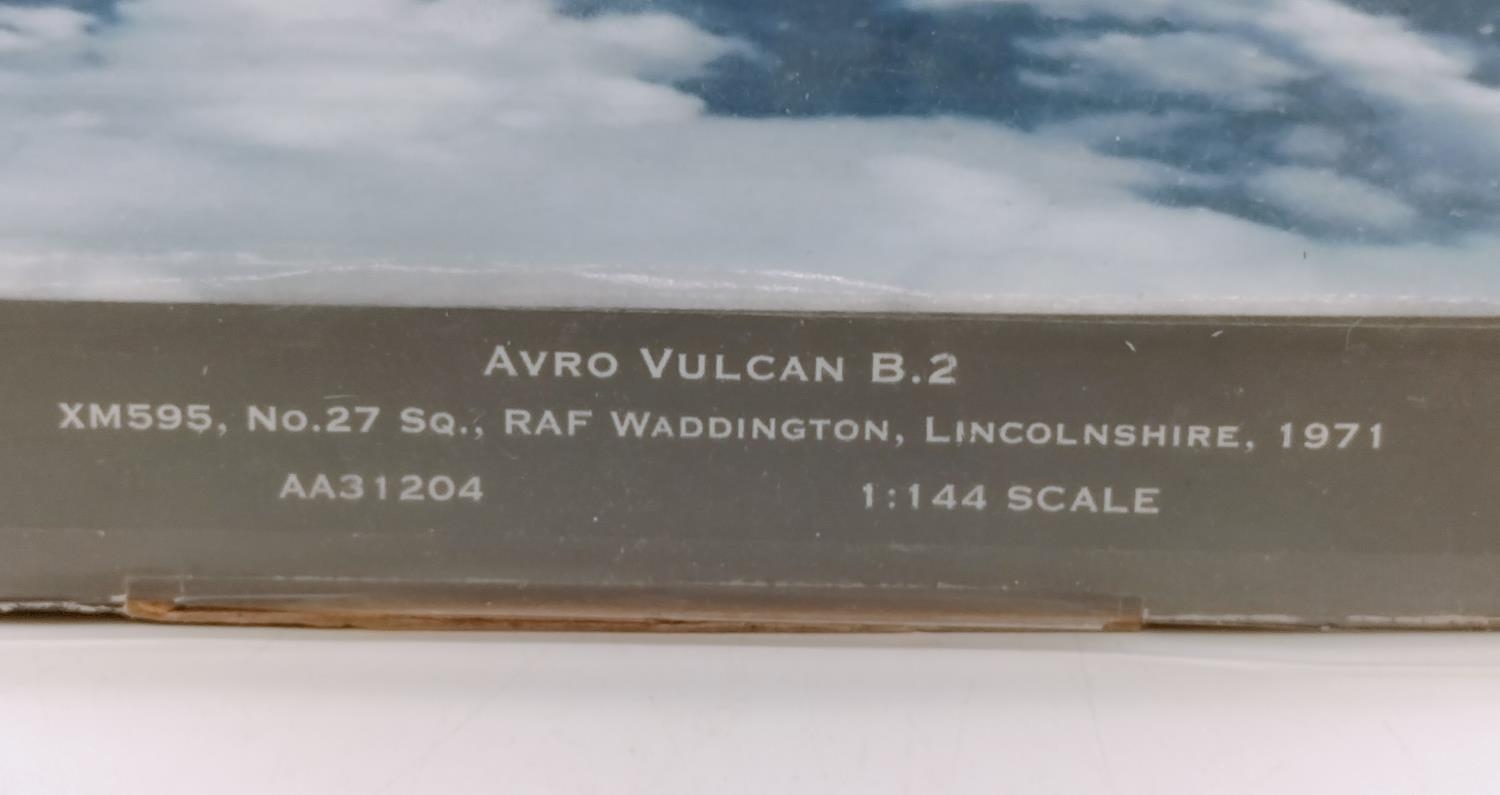 AVRO VULCAN B.2
XM595, NO.27 SQ., RAF WADDINGTON, LINCOLNSHIRE, 1971
AA31204 1:144 SCALE